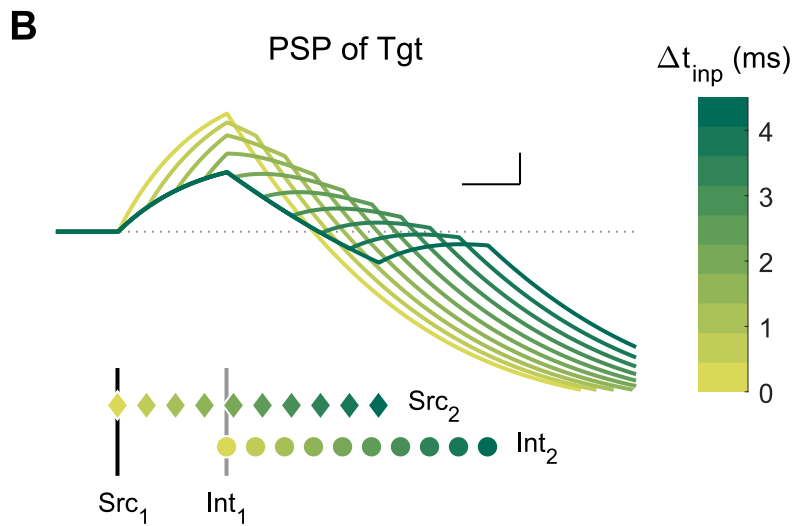 B
PSP of Tgt
Δt_inp (ms)
4
3
2
1
0
Src_2
Int_2
Src_1 Int_1